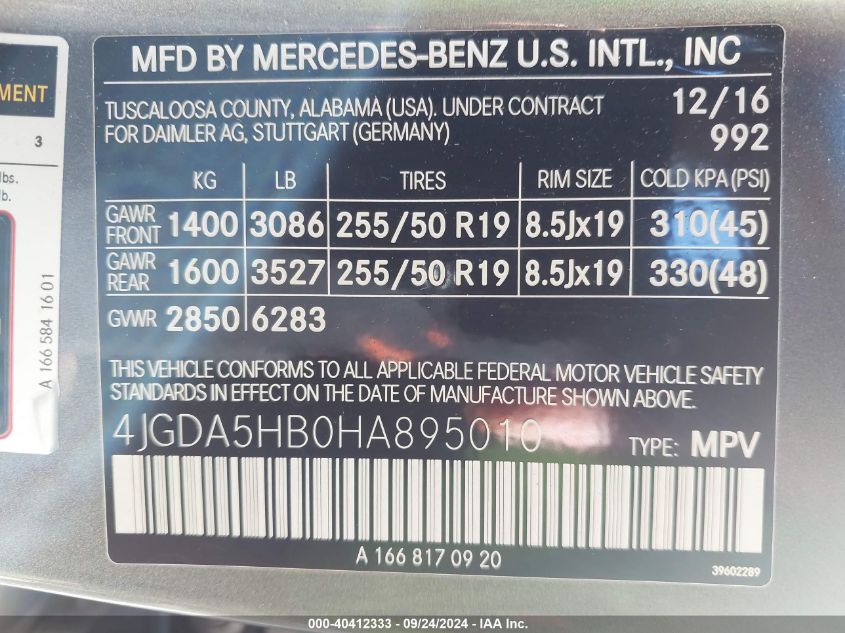 MENT
3
lbs.
lb.
A 166 584 16 01
MFD BY MERCEDES-BENZ U.S. INTL., INC
TUSCALOOSA COUNTY, ALABAMA (USA). UNDER CONTRACT
FOR DAIMLER AG, STUTTGART (GERMANY)
12/16
992
KG LB TIRES RIM SIZE COLD KPA (PSI)
GAWR FRONT 1400 3086 255/50 R19 8.5Jx19 310(45)
GAWR REAR 1600 3527 255/50 R19 8.5Jx19 330(48)
GVWR 2850 6283
THIS VEHICLE CONFORMS TO ALL APPLICABLE FEDERAL MOTOR VEHICLE SAFETY
STANDARDS IN EFFECT ON THE DATE OF MANUFACTURE SHOWN ABOVE.
4JGDA5HB0HA895010 TYPE: MPV
A 166 817 09 20
39602289
000-40412333 - 09/24/2024 - IAA Inc.